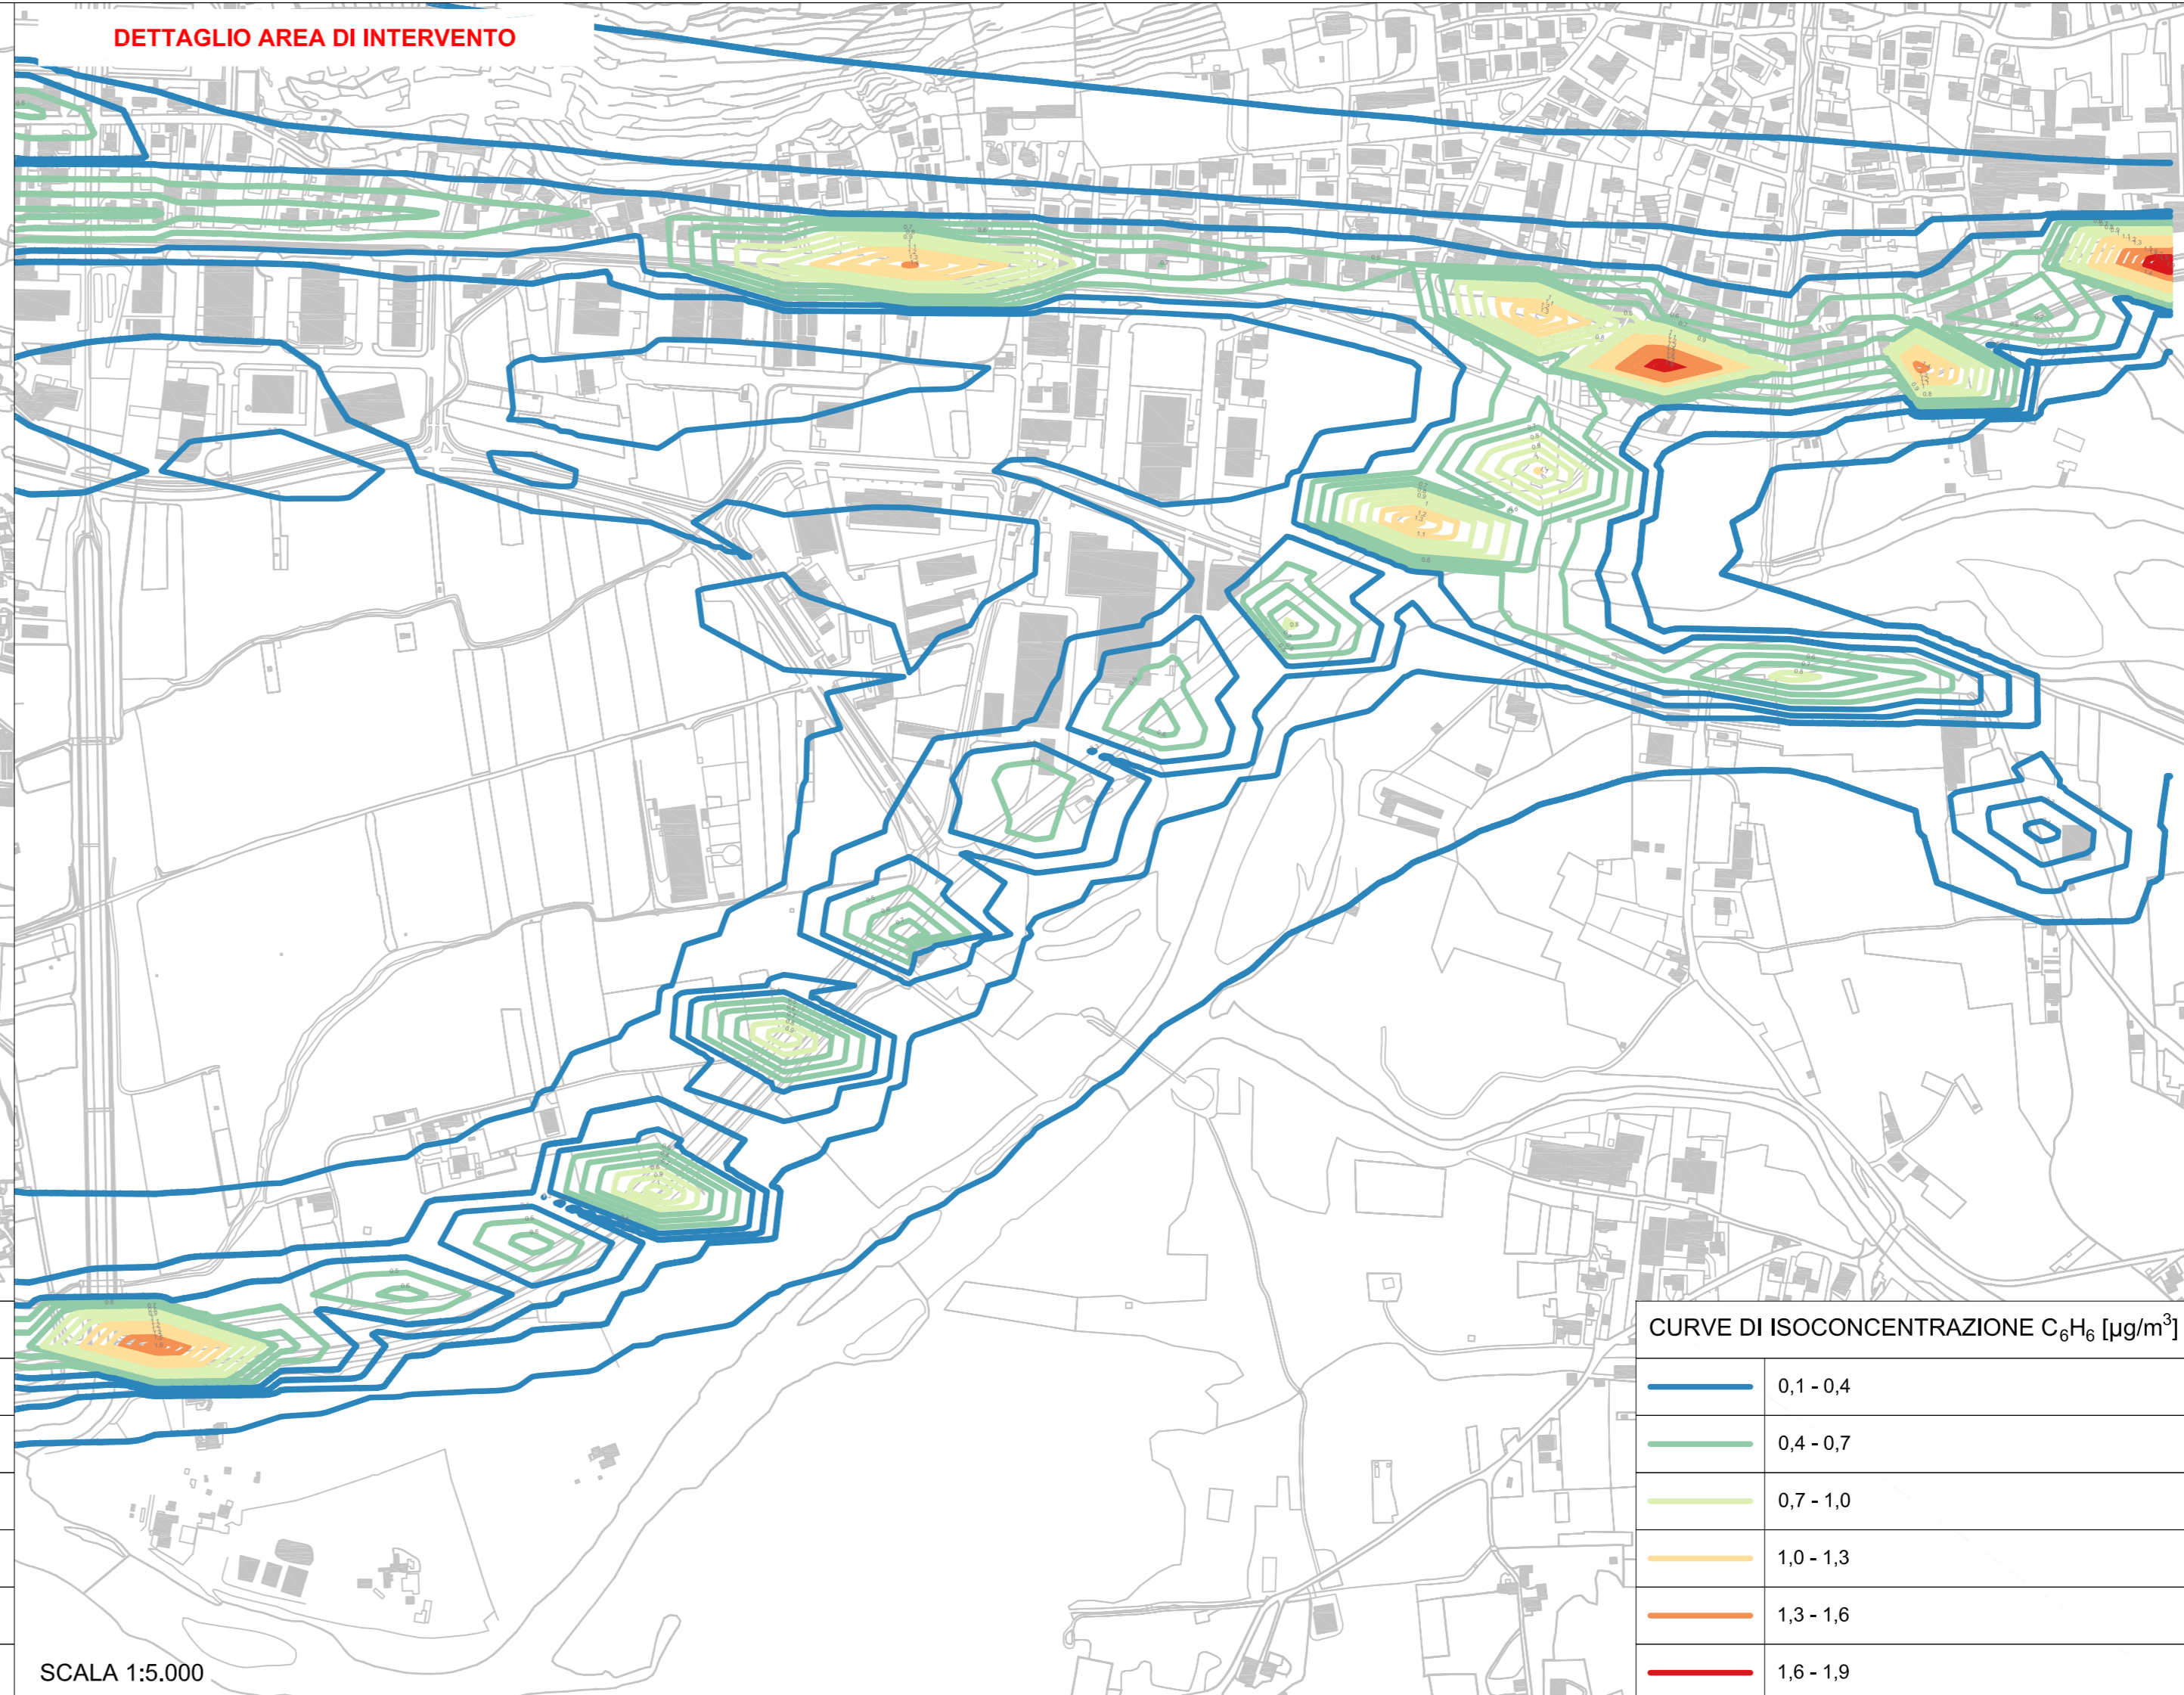 DETTAGLIO AREA DI INTERVENTO
CURVE DI ISOCONCENTRAZIONE C₆H₆ [µg/m³]
0,1 - 0,4
0,4 - 0,7
0,7 - 1,0
1,0 - 1,3
1,3 - 1,6
1,6 - 1,9
SCALA 1:5.000